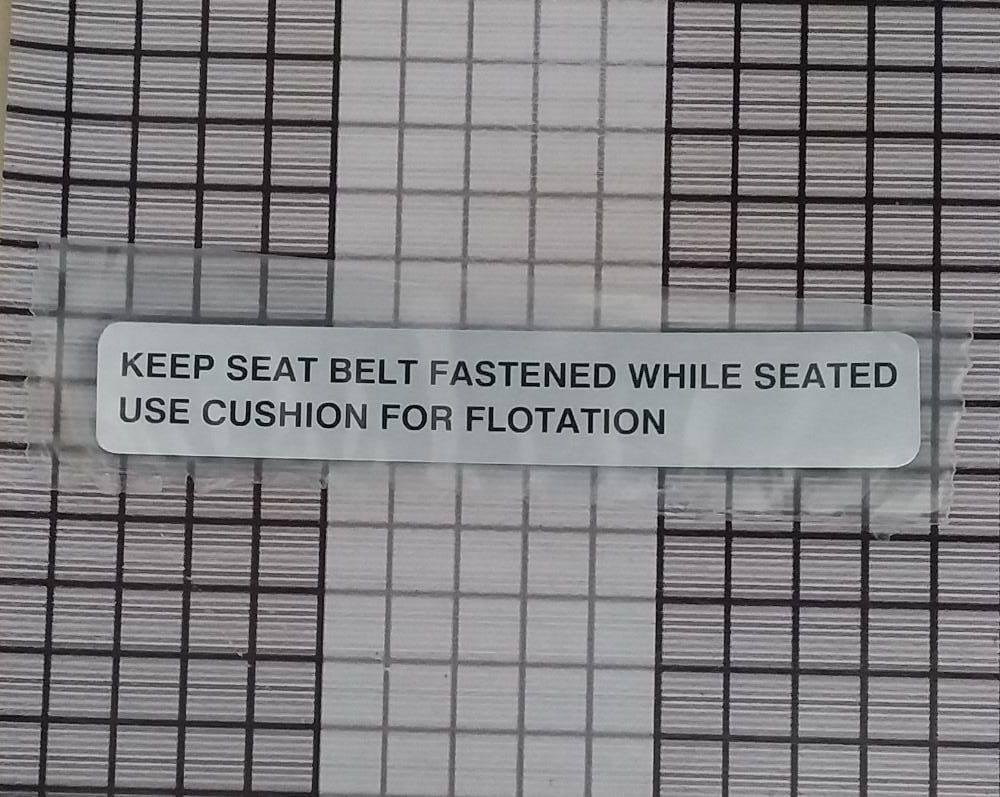 KEEP SEAT BELT FASTENED WHILE SEATED
USE CUSHION FOR FLOTATION